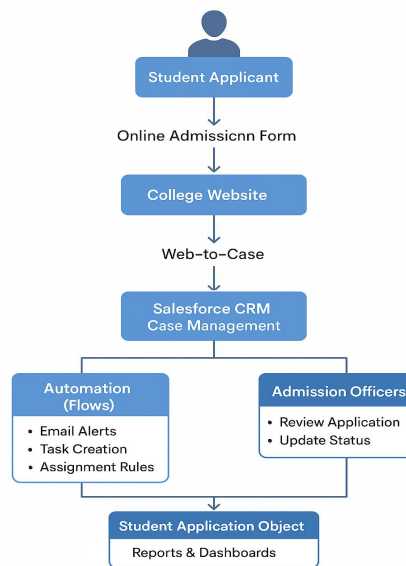 Student Applicant
Online Admissicnn Form
College Website
Web-to-Case
Salesforce CRM
Case Management
Automation
(Flows)
• Email Alerts
• Task Creation
• Assignment Rules
Admission Officers
• Review Application
• Update Status
Student Application Object
Reports & Dashboards